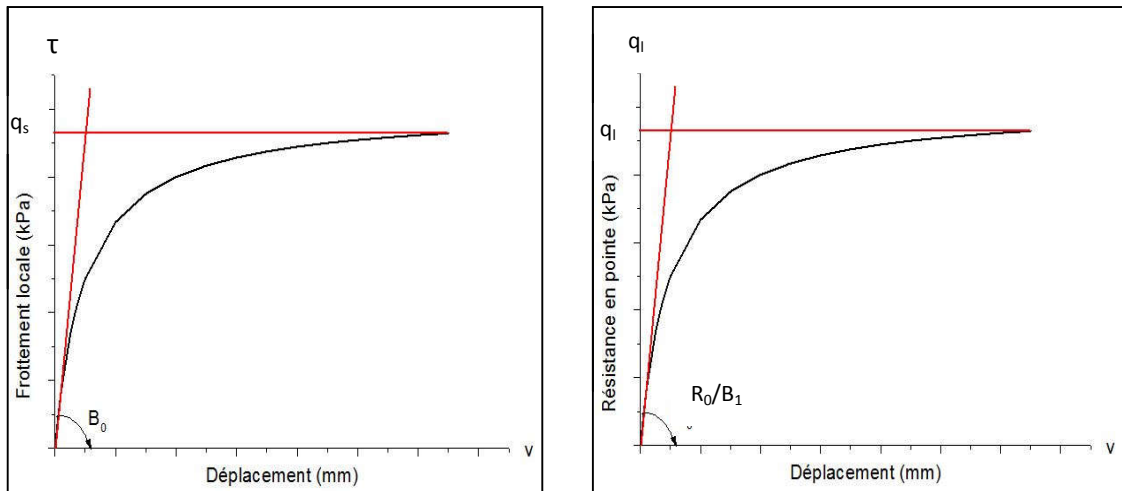 τ
qs
Frottement locale (kPa)
B0
v
Déplacement (mm)
ql
ql
Résistance en pointe (kPa)
R0/B1
v
Déplacement (mm)